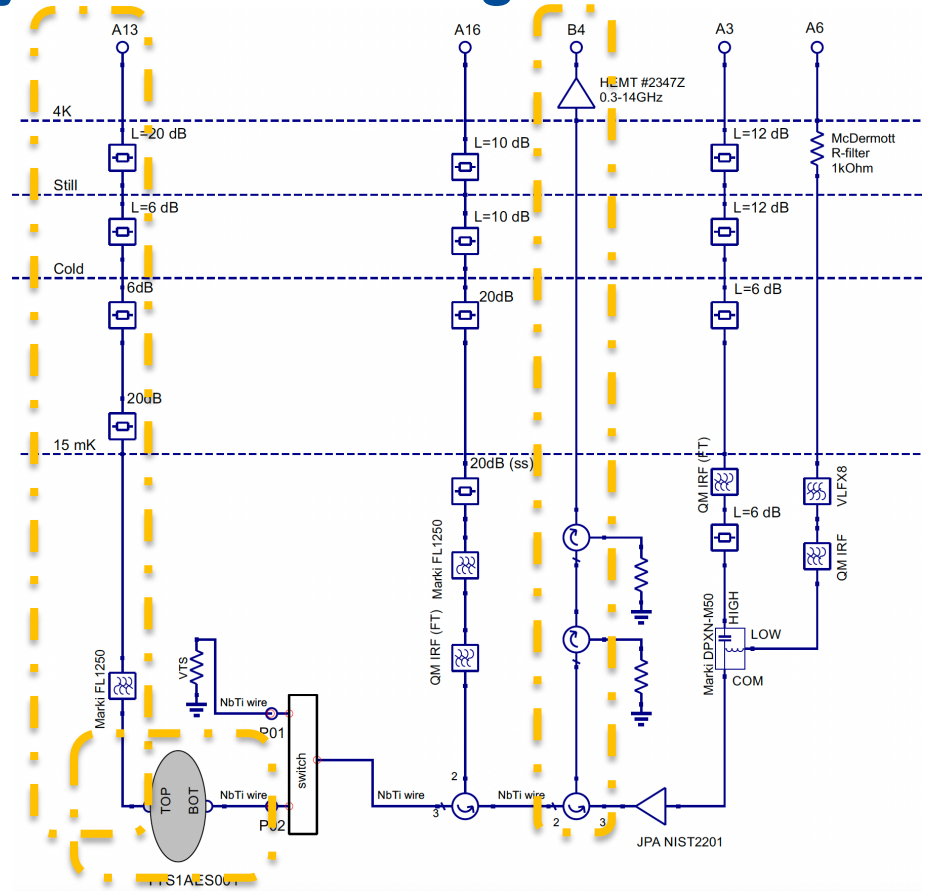 A13
A16
B4
A3
A6
HEMT #2347Z
0.3-14GHz
4K
L=20 dB
L=10 dB
L=12 dB
McDermott
R-filter
1kOhm
Still
L=6 dB
L=10 dB
L=12 dB
Cold
6dB
20dB
L=6 dB
20dB
15 mK
20dB (ss)
QM IRF (FT)
VLFX8
L=6 dB
Marki FL1250
QM IRF
QM IRF (FT)
Marki DPXN-M50
HIGH
LOW
COM
Marki FL1250
VTS
NbTi wire
P01
switch
TOP
BOT
NbTi wire
P02
NbTi wire
2
3
NbTi wire
2
3
JPA NIST2201